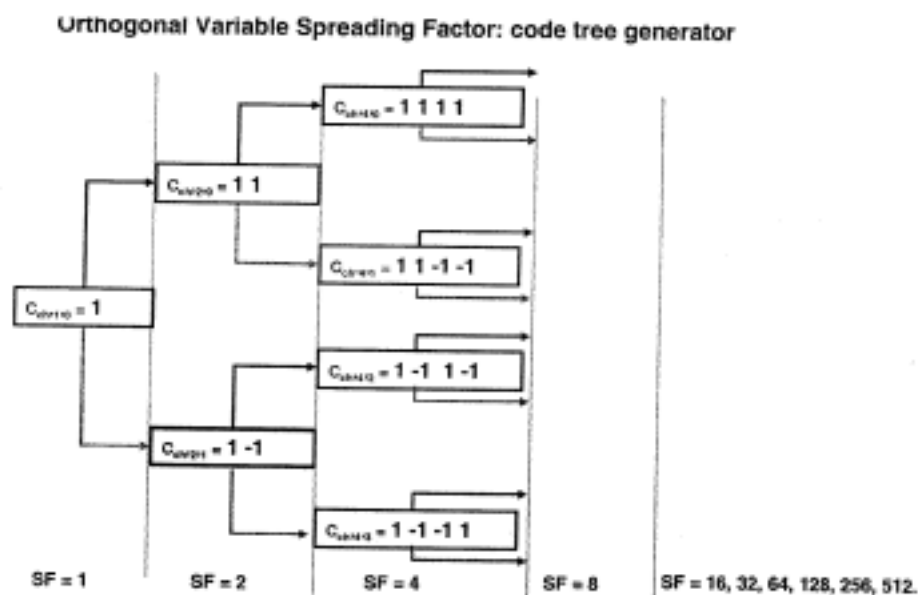 Orthogonal Variable Spreading Factor: code tree generator
C = 1 1 1 1
C = 1 1
C = 1 1 -1 -1
C = 1
C = 1 -1 1 -1
C = 1 -1
C = 1 -1 -1 1
SF = 1
SF = 2
SF = 4
SF = 8
SF = 16, 32, 64, 128, 256, 512.